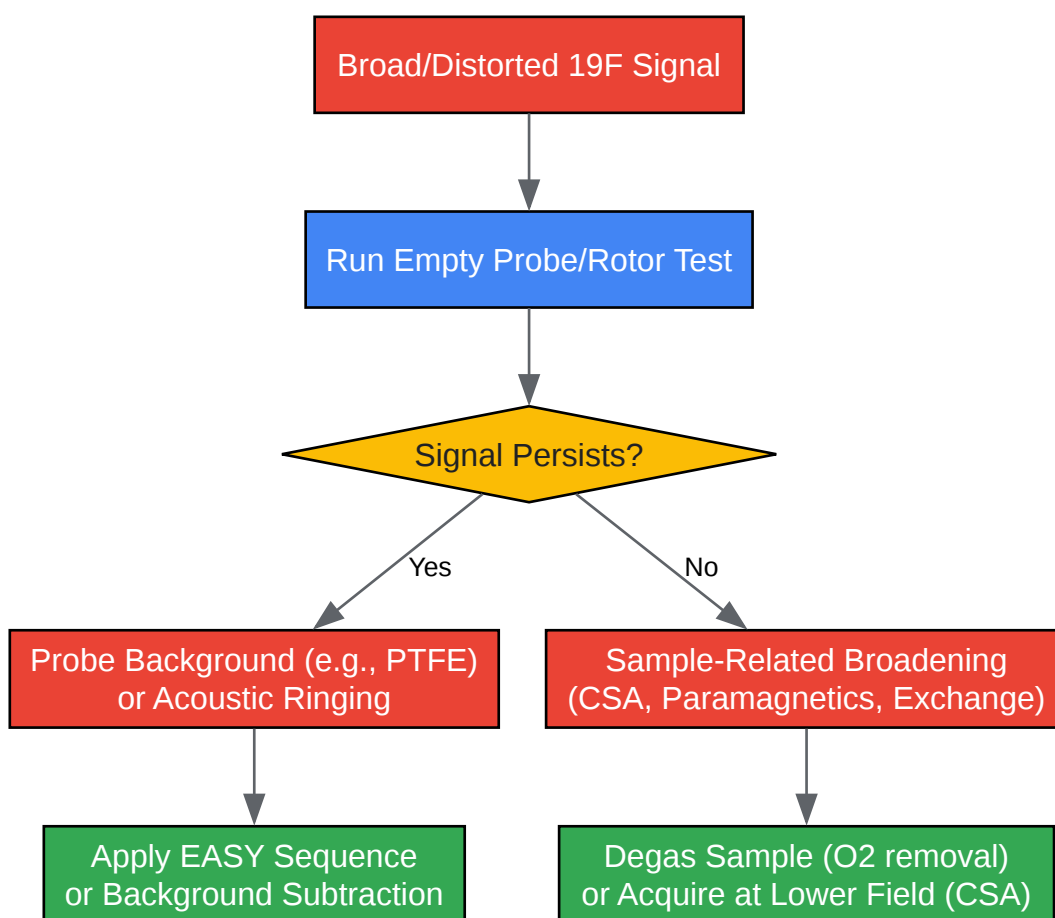 Broad/Distorted 19F Signal
Run Empty Probe/Rotor Test
Signal Persists?
Yes
No
Probe Background (e.g., PTFE)
or Acoustic Ringing
Sample-Related Broadening
(CSA, Paramagnetics, Exchange)
Apply EASY Sequence
or Background Subtraction
Degas Sample (O2 removal)
or Acquire at Lower Field (CSA)